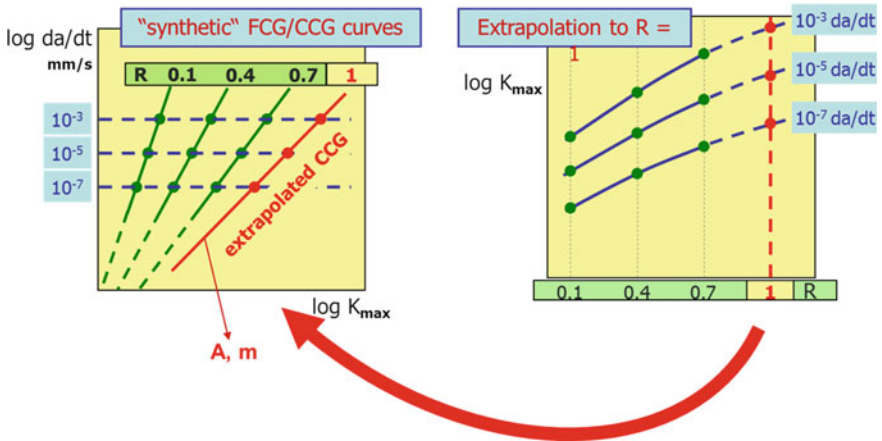 "synthetic" FCG/CCG curves
log da/dt
mm/s
R 0.1 0.4 0.7 1
10-3
10-5
10-7
extrapolated CCG
log Kmax
A, m
Extrapolation to R =
1
log Kmax
10-3 da/dt
10-5 da/dt
10-7 da/dt
0.1 0.4 0.7 1 R